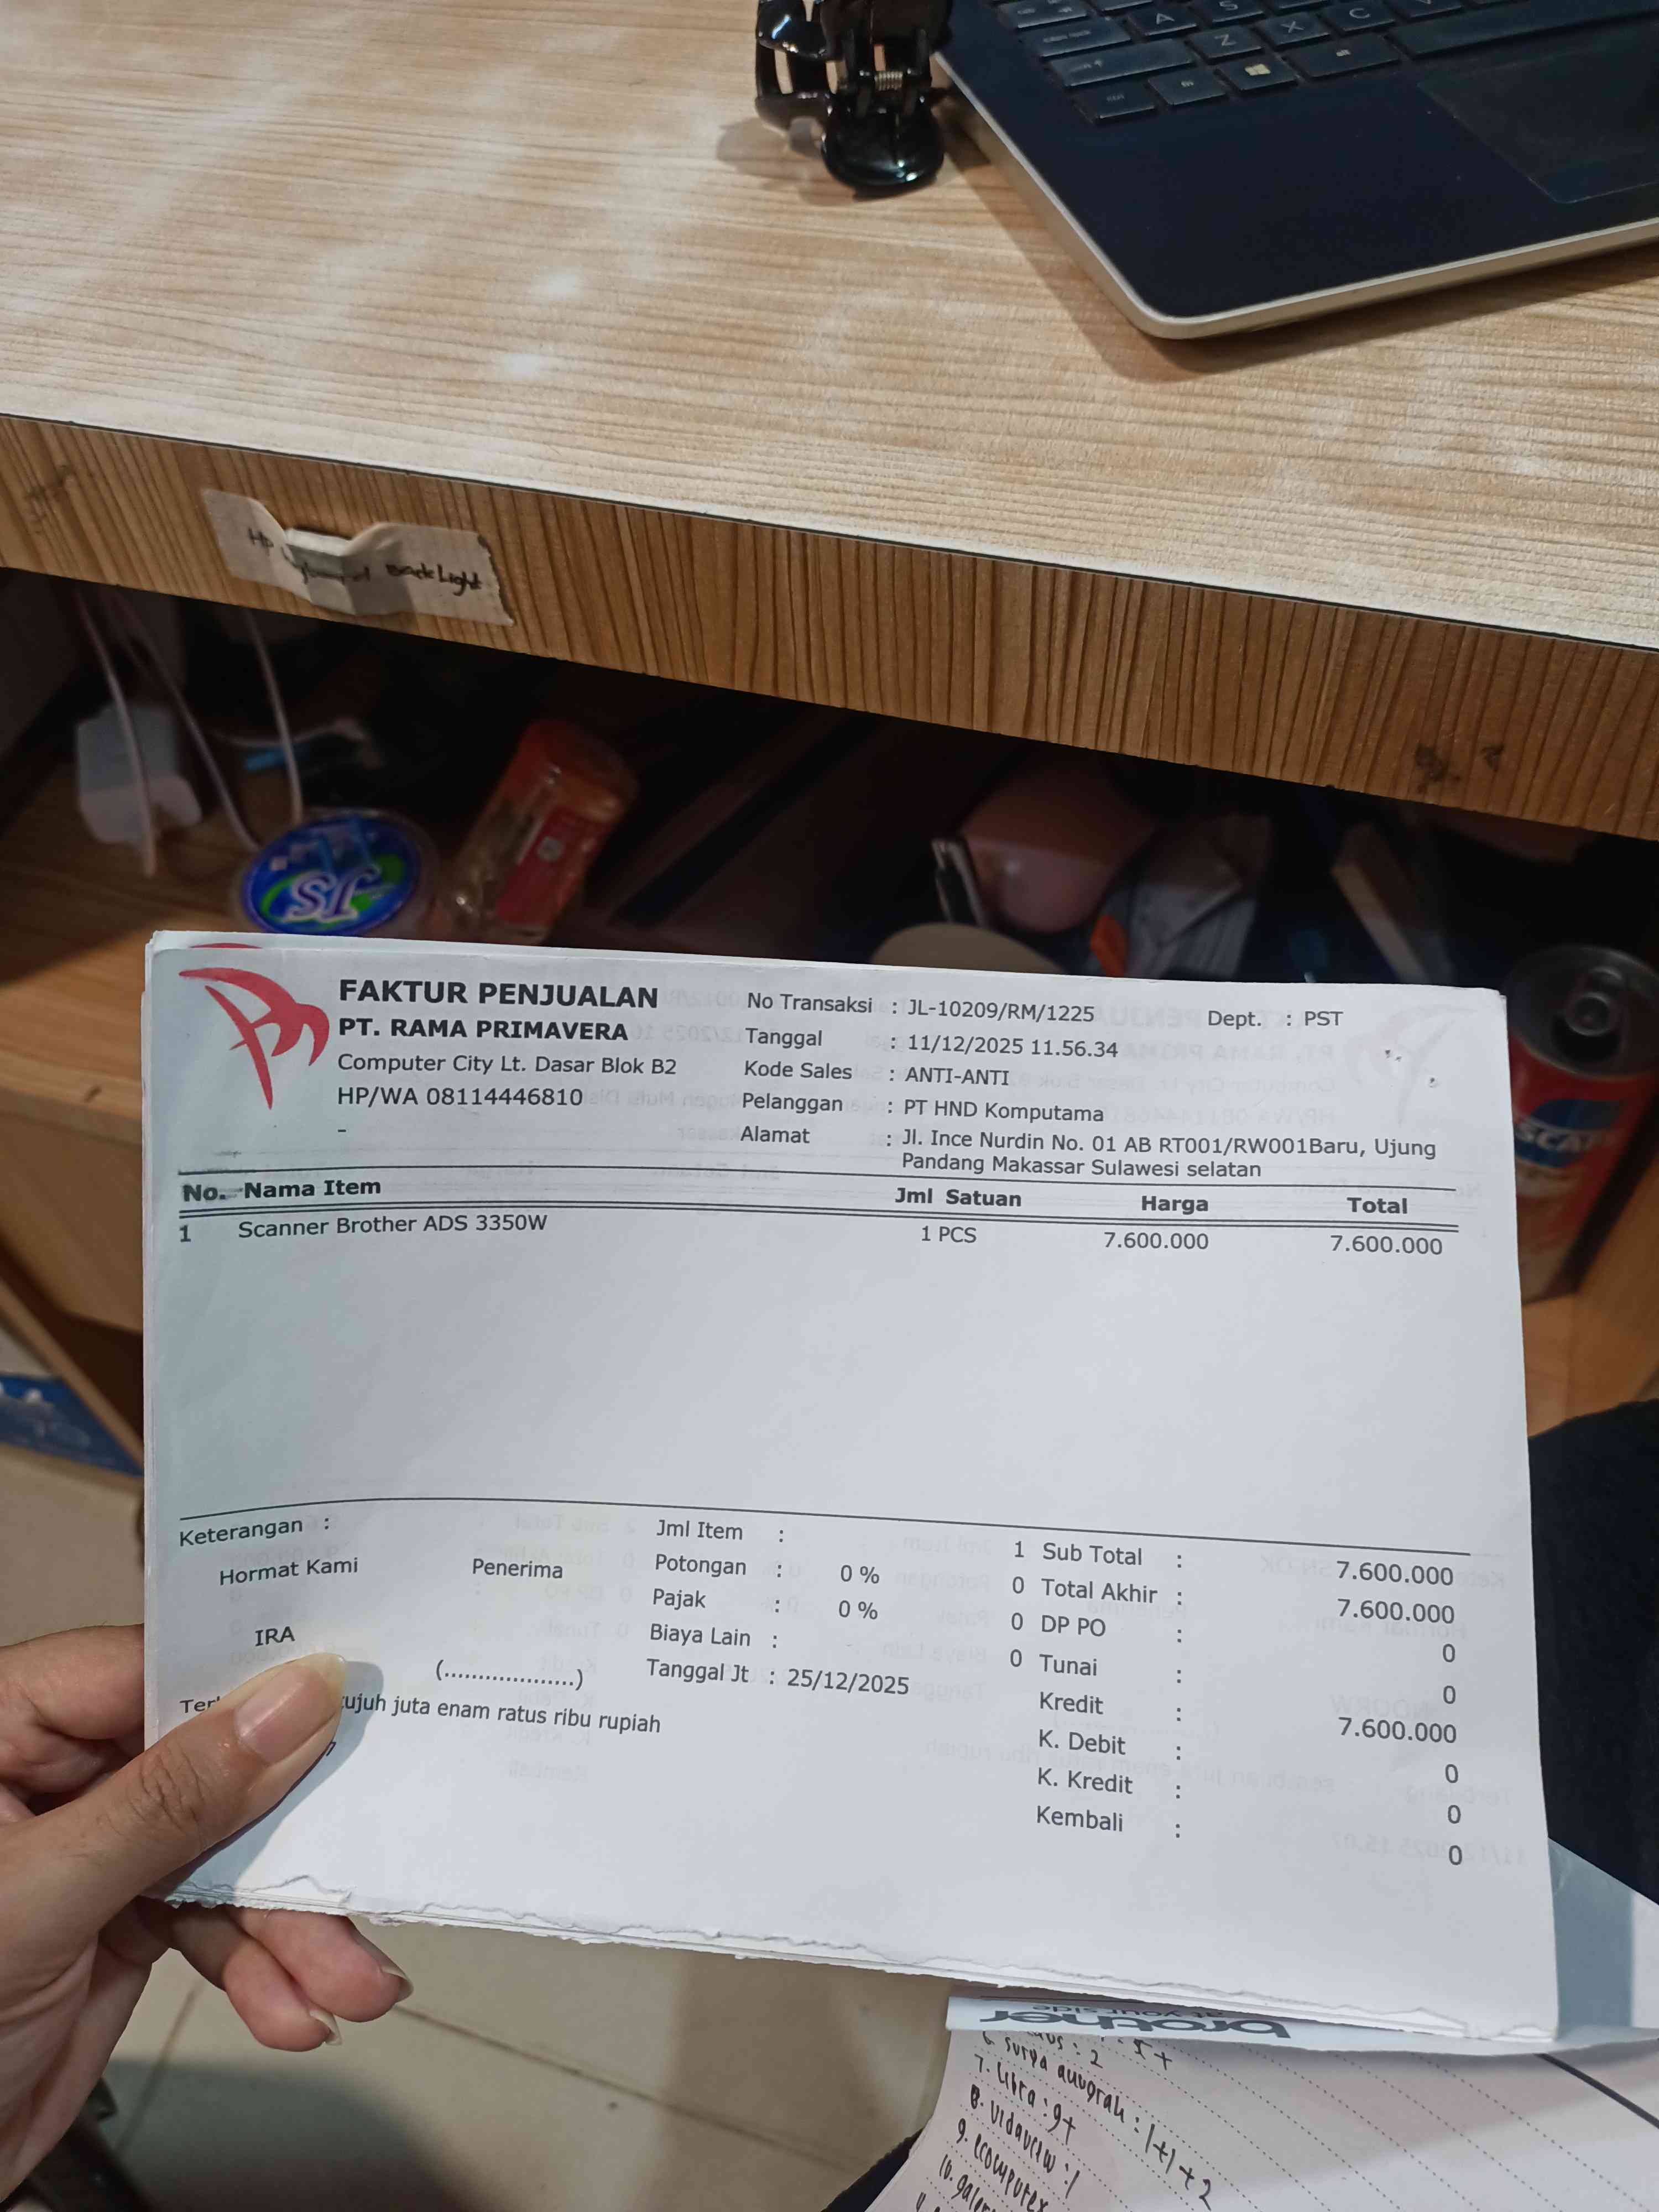 A S
Z X C
BackLight
JS
FAKTUR PENJUALAN
PT. RAMA PRIMAVERA
Computer City Lt. Dasar Blok B2
HP/WA 08114446810
-
No Transaksi : JL-10209/RM/1225
Dept. : PST
Tanggal : 11/12/2025 11.56.34
Kode Sales : ANTI-ANTI
Pelanggan : PT HND Komputama
Alamat : Jl. Ince Nurdin No. 01 AB RT001/RW001Baru, Ujung
Pandang Makassar Sulawesi selatan
No. Nama Item Jml Satuan Harga Total
1 Scanner Brother ADS 3350W 1 PCS 7.600.000 7.600.000
Keterangan :
Hormat Kami Penerima
IRA
(....................)
ujuh juta enam ratus ribu rupiah
Jml Item : 1
Potongan : 0 % 0
Pajak : 0 % 0
Biaya Lain : 0
Tanggal Jt : 25/12/2025
Sub Total : 7.600.000
Total Akhir : 7.600.000
DP PO : 0
Tunai : 0
Kredit : 7.600.000
K. Debit : 0
K. Kredit : 0
Kembali : 0
brother
at your side
6. surya : 1+1+2
7. Libra : 9+
8. :1
9. ecomputer
10.